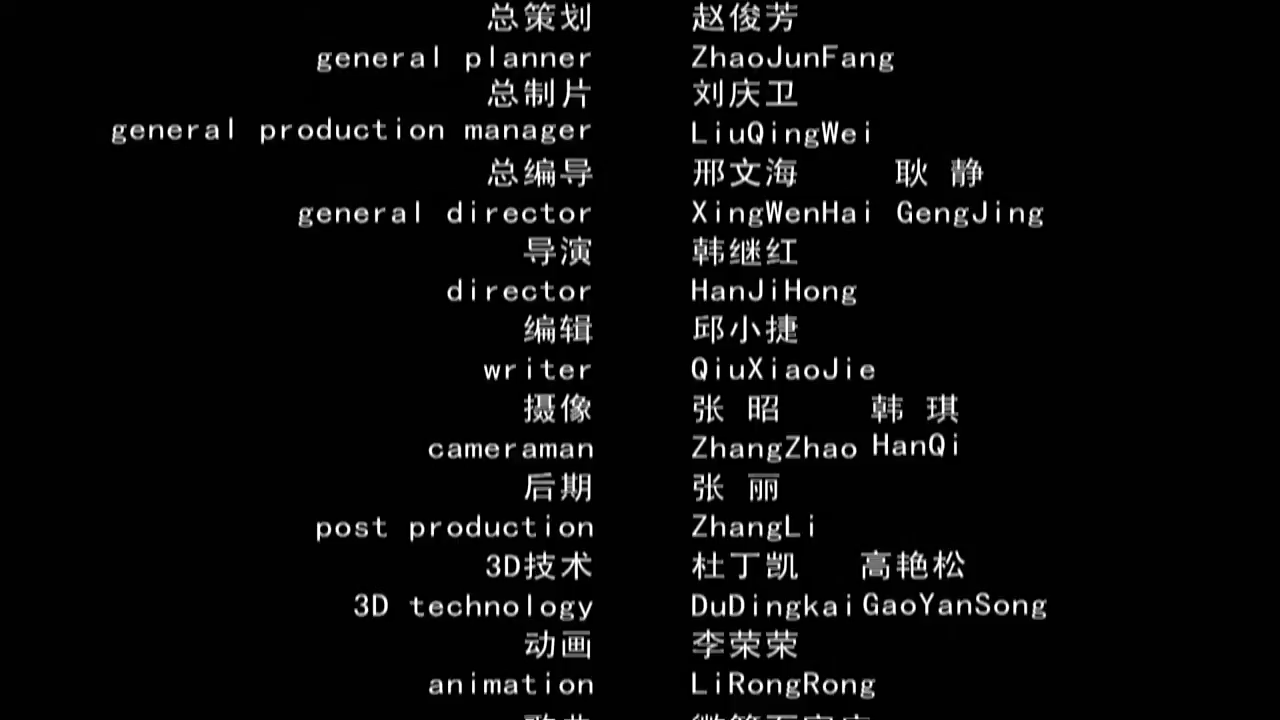 总策划 赵俊芳
general planner ZhaoJunFang
总制片 刘庆卫
general production manager LiuQingWei
总编导 邢文海 耿 静
general director XingWenHai GengJing
导演 韩继红
director HanJiHong
编辑 邱小捷
writer QiuXiaoJie
摄像 张 昭 韩 琪
cameraman ZhangZhao HanQi
后期 张 丽
post production ZhangLi
3D技术 杜丁凯 高艳松
3D technology DuDingkai GaoYanSong
动画 李荣荣
animation LiRongRong